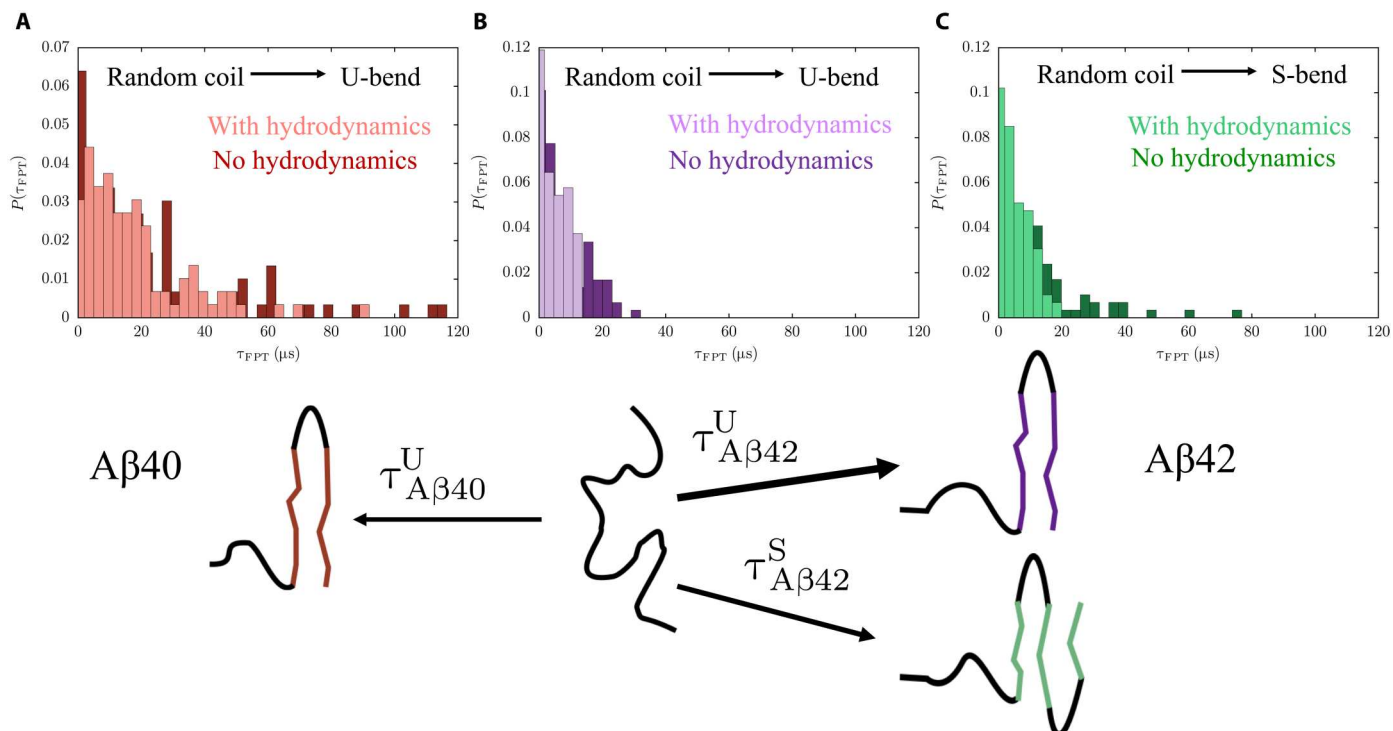 A
P(τFPT)
0.07
0.06
0.05
0.04
0.03
0.02
0.01
0
Random coil → U-bend
With hydrodynamics
No hydrodynamics
0 20 40 60 80 100 120
τFPT (μs)
B
P(τFPT)
0.12
0.1
0.08
0.06
0.04
0.02
0
Random coil → U-bend
With hydrodynamics
No hydrodynamics
0 20 40 60 80 100 120
τFPT (μs)
C
P(τFPT)
0.12
0.1
0.08
0.06
0.04
0.02
0
Random coil → S-bend
With hydrodynamics
No hydrodynamics
0 20 40 60 80 100 120
τFPT (μs)
Aβ40
τ^U_Aβ40
τ^U_Aβ42
Aβ42
τ^S_Aβ42